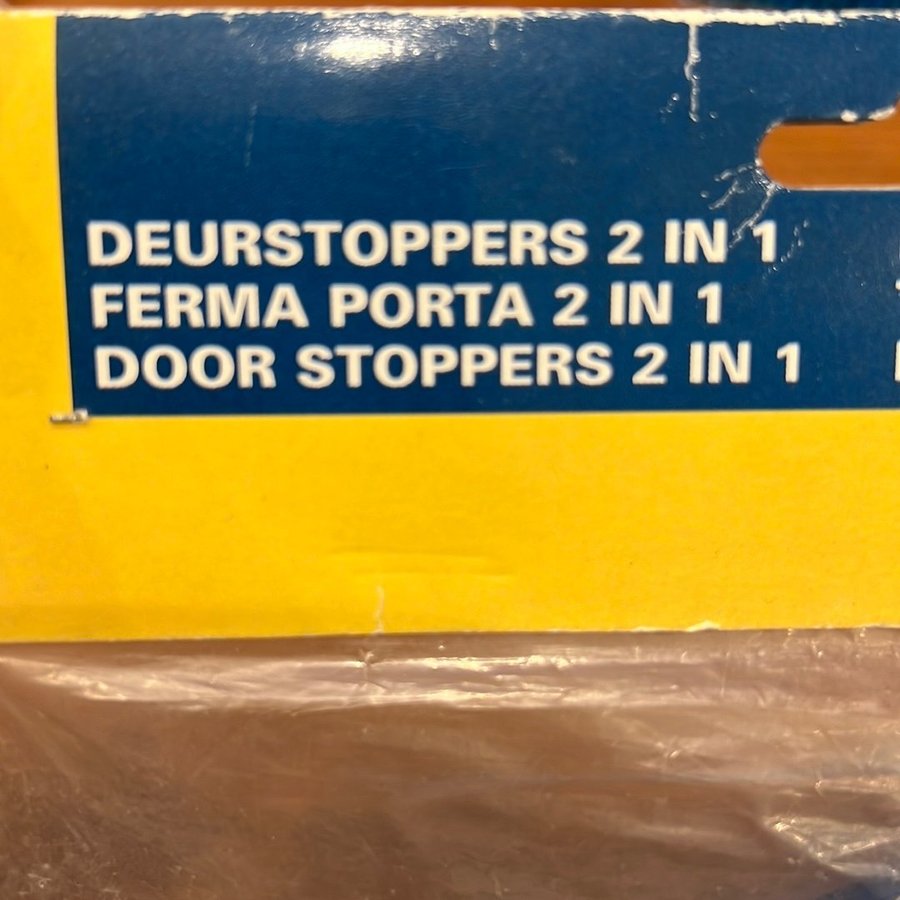 DEURSTOPPERS 2 IN 1
FERMA PORTA 2 IN 1
DOOR STOPPERS 2 IN 1